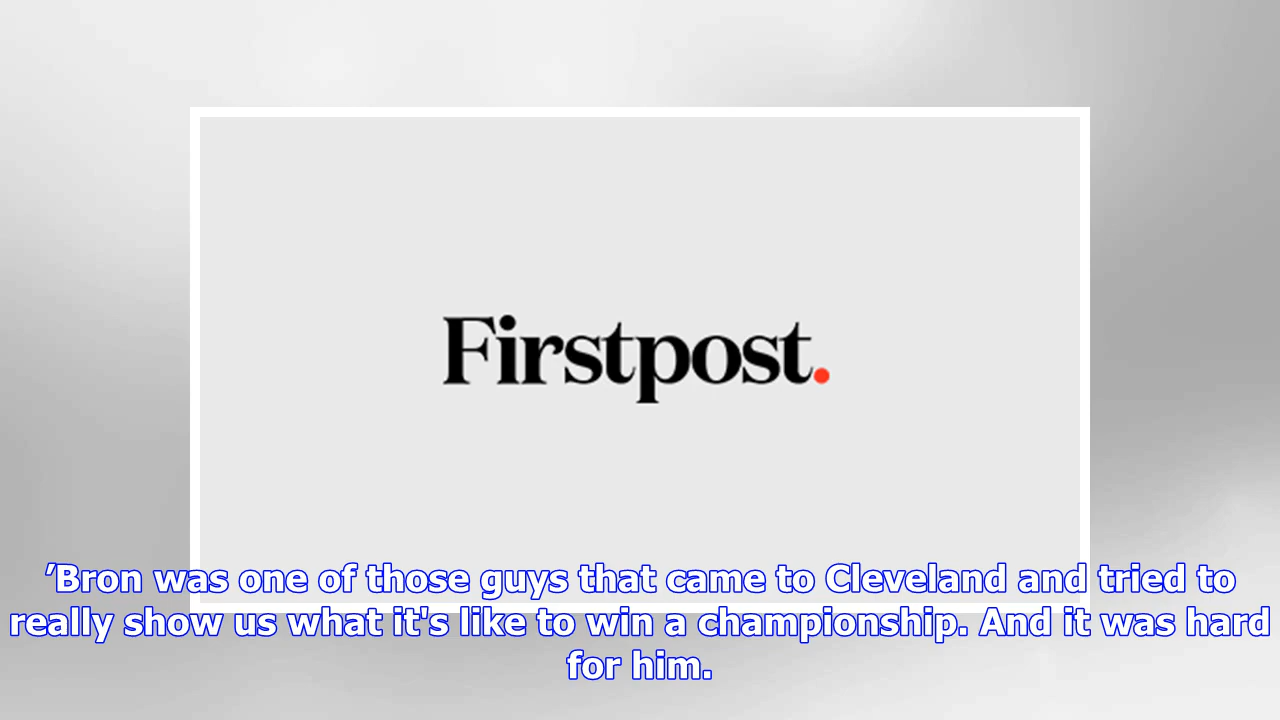 Firstpost.
’Bron was one of those guys that came to Cleveland and tried to
really show us what it's like to win a championship. And it was hard
for him.